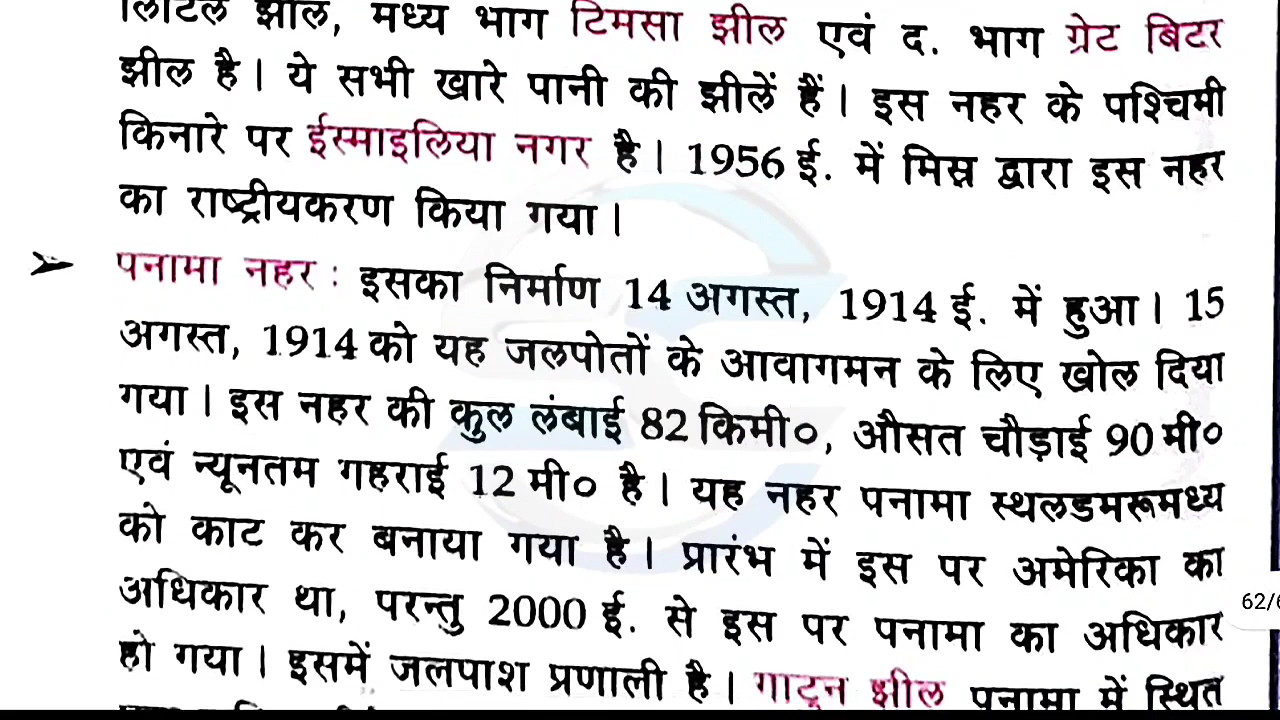 लिटिल झील, मध्य भाग टिमसा झील एवं द. भाग ग्रेट बिटर
झील है। ये सभी खारे पानी की झीलें हैं। इस नहर के पश्चिमी
किनारे पर ईस्माइलिया नगर है। 1956 ई. में मिस्र द्वारा इस नहर
का राष्ट्रीयकरण किया गया।
➢ पनामा नहर : इसका निर्माण 14 अगस्त, 1914 ई. में हुआ। 15
अगस्त, 1914 को यह जलपोतों के आवागमन के लिए खोल दिया
गया। इस नहर की कुल लंबाई 82 किमी०, औसत चौड़ाई 90 मी०
एवं न्यूनतम गहराई 12 मी० है। यह नहर पनामा स्थलडमरूमध्य
को काट कर बनाया गया है। प्रारंभ में इस पर अमेरिका का
अधिकार था, परन्तु 2000 ई. से इस पर पनामा का अधिकार
62/6
हो गया। इसमें जलपाश प्रणाली है। गाटून झील पनामा में स्थित